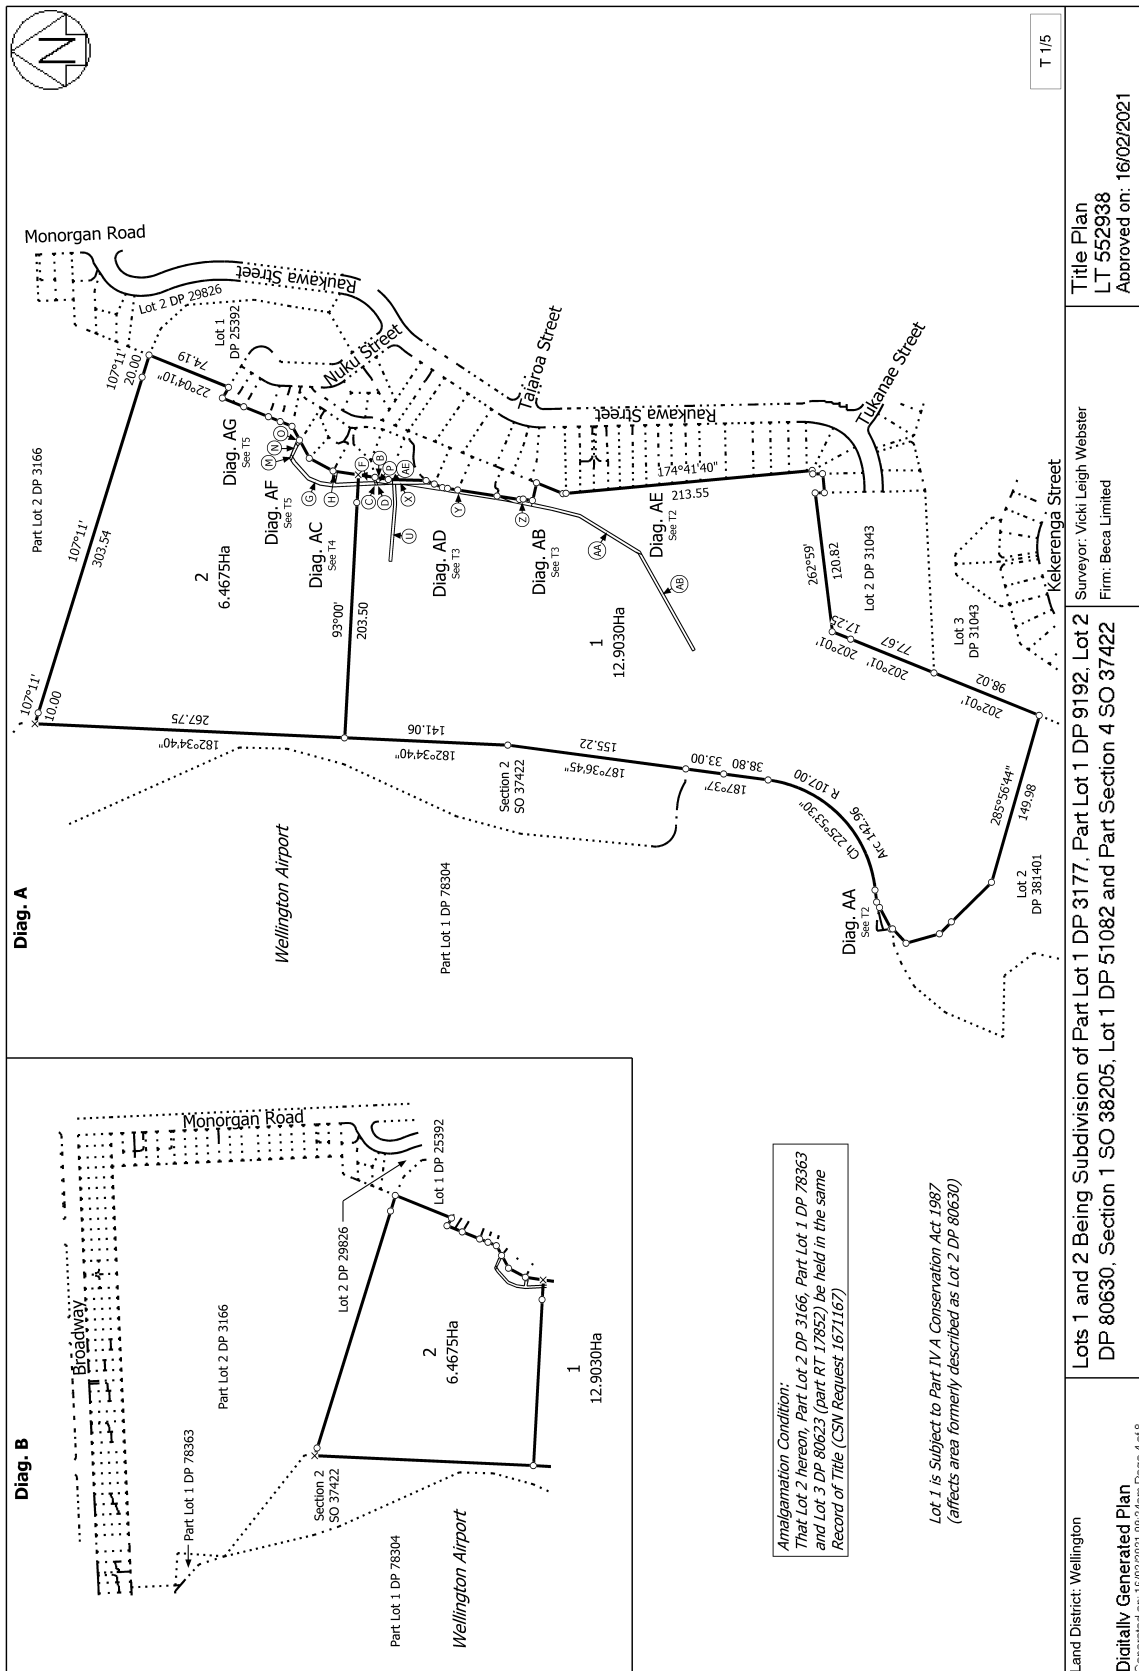 Diag. A
N
Monorgan Road
Part Lot 2 DP 3166
107°11'
10.00
107°11'
303.54
107°11'
20.00
Lot 2 DP 29826
Raukawa Street
22°04'10"
74.19
Lot 1
DP 25392
Nuku Street
Taiaroa Street
Raukawa Street
Tukanae Street
Kekerenga Street
Diag. AG
See T5
Diag. AF
See T5
Diag. AC
See T4
Diag. AD
See T3
Diag. AB
See T3
Diag. AE
See T2
M
N
O
G
H
F
B
C
D
P
AE
X
U
Y
Z
AA
AB
2
6.4675Ha
93°00'
203.50
1
12.9030Ha
174°41'40"
213.55
262°59'
120.82
Lot 2 DP 31043
17.25
202°01'
77.67
202°01'
Lot 3
DP 31043
98.02
202°01'
285°56'44"
149.98
Lot 2
DP 381401
267.75
182°34'40"
141.06
182°34'40"
Section 2
SO 37422
155.22
187°36'45"
33.00
38.80
187°37'
R 107.00
Arc 142.96
Ch 225°53'30"
Diag. AA
See T2
Wellington Airport
Part Lot 1 DP 78304
T 1/5
Diag. B
Broadway
Monorgan Road
Part Lot 1 DP 78363
Part Lot 2 DP 3166
Lot 2 DP 29826
Lot 1 DP 25392
Section 2
SO 37422
2
6.4675Ha
1
12.9030Ha
Part Lot 1 DP 78304
Wellington Airport
Amalgamation Condition:
That Lot 2 hereon, Part Lot 2 DP 3166, Part Lot 1 DP 78363
and Lot 3 DP 80623 (part RT 17852) be held in the same
Record of Title (CSN Request 1671167)
Lot 1 is Subject to Part IV A Conservation Act 1987
(affects area formerly described as Lot 2 DP 80630)
Land District: Wellington
Digitally Generated Plan
Generated on: 16/02/2021 09:24am Page 4 of 8
Lots 1 and 2 Being Subdivision of Part Lot 1 DP 3177, Part Lot 1 DP 9192, Lot 2
DP 80630, Section 1 SO 38205, Lot 1 DP 51082 and Part Section 4 SO 37422
Surveyor: Vicki Leigh Webster
Firm: Beca Limited
Title Plan
LT 552938
Approved on: 16/02/2021